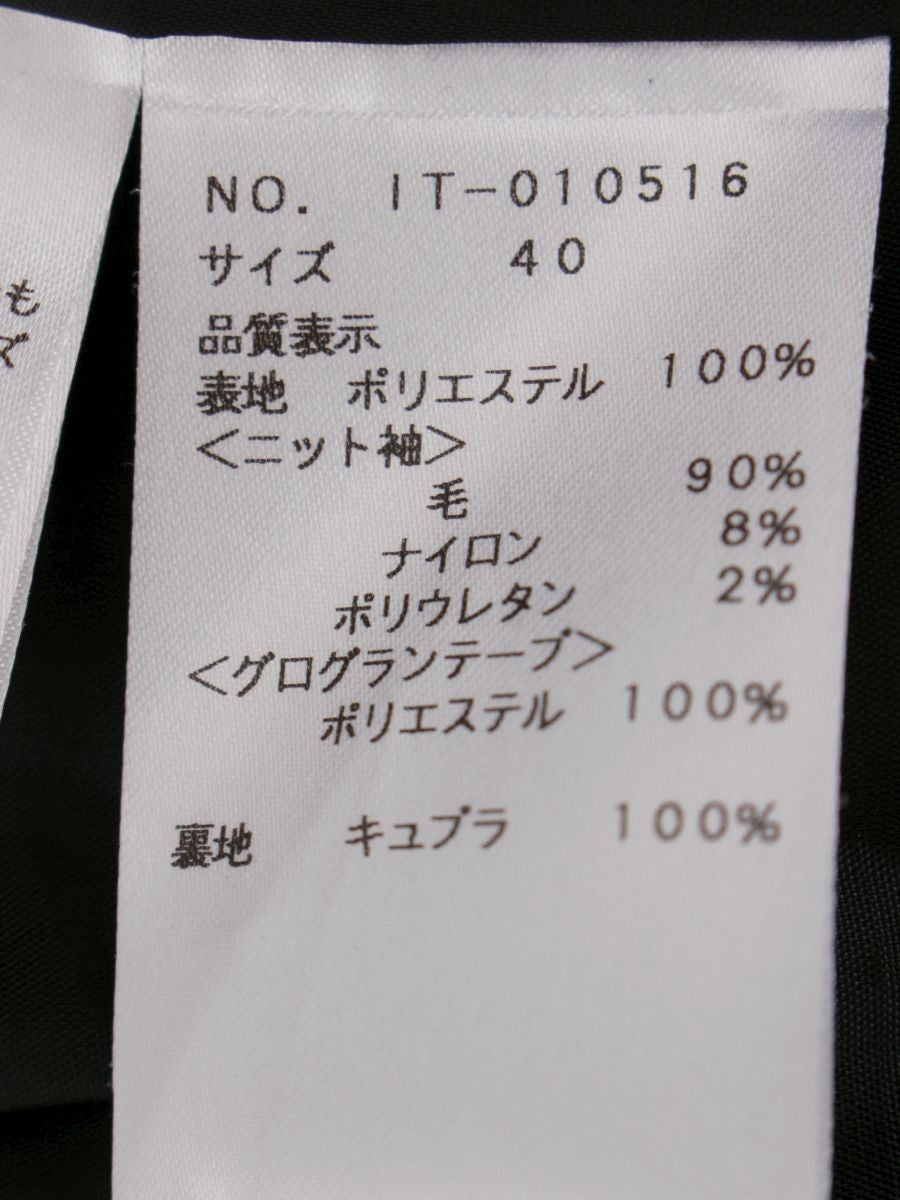 NO. IT-010516
サイズ 40
品質表示
表地 ポリエステル 100%
<ニット袖>
毛 90%
ナイロン 8%
ポリウレタン 2%
<グログランテープ>
ポリエステル 100%
裏地 キュプラ 100%
も
ズ